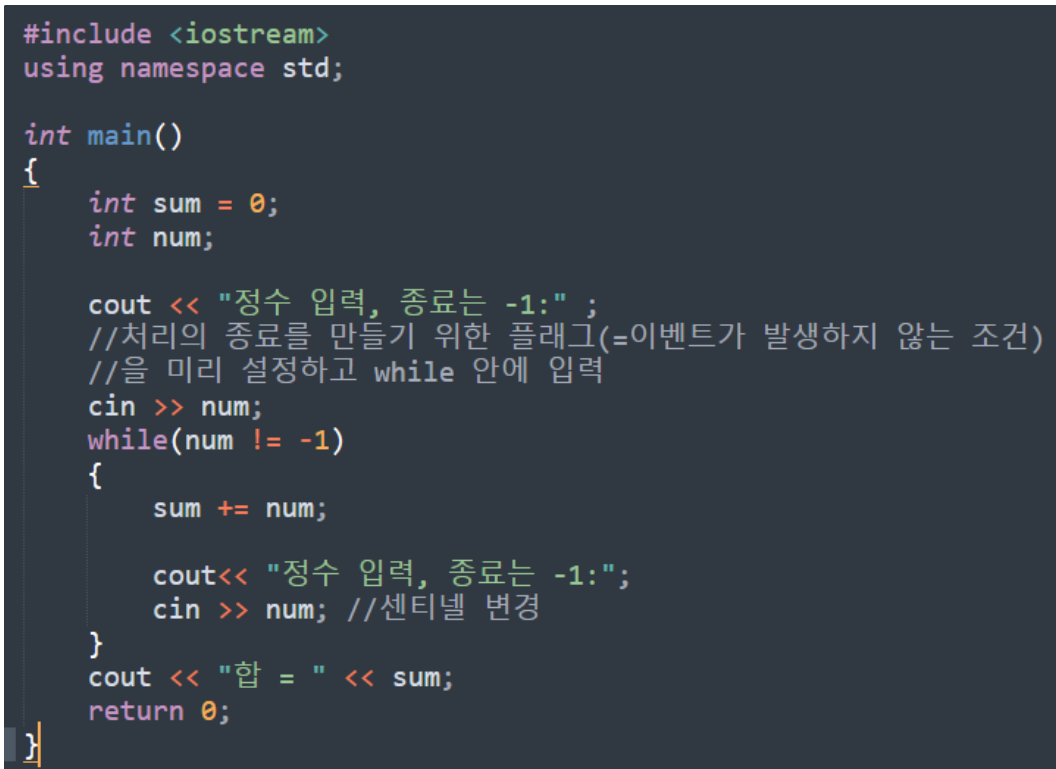 #include <iostream>
using namespace std;
int main()
{
int sum = 0;
int num;
cout << "정수 입력, 종료는 -1:" ;
//처리의 종료를 만들기 위한 플래그(=이벤트가 발생하지 않는 조건)
//을 미리 설정하고 while 안에 입력
cin >> num;
while(num != -1)
{
sum += num;
cout<< "정수 입력, 종료는 -1:";
cin >> num; //센티넬 변경
}
cout << "합 = " << sum;
return 0;
}